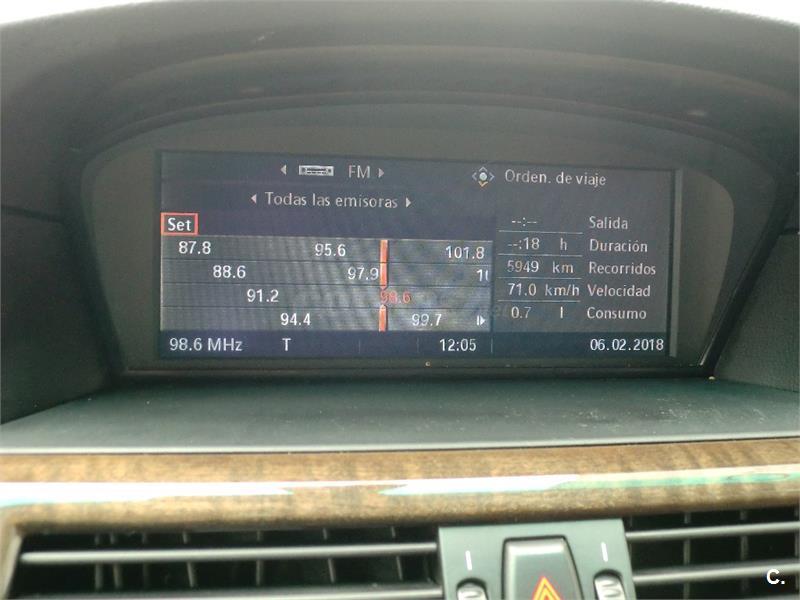 FM
Orden. de viaje
Todas las emisoras
Set
87.8 95.6 101.8
88.6 97.9 10
91.2 98.6
94.4 99.7
--:-- Salida
--:18 h Duración
5949 km Recorridos
71.0 km/h Velocidad
0.7 l Consumo
98.6 MHz T 12:05 06.02.2018
C.